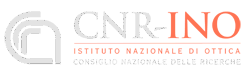 CNR-INO
ISTITUTO NAZIONALE DI OTTICA
CONSIGLIO NAZIONALE DELLE RICERCHE